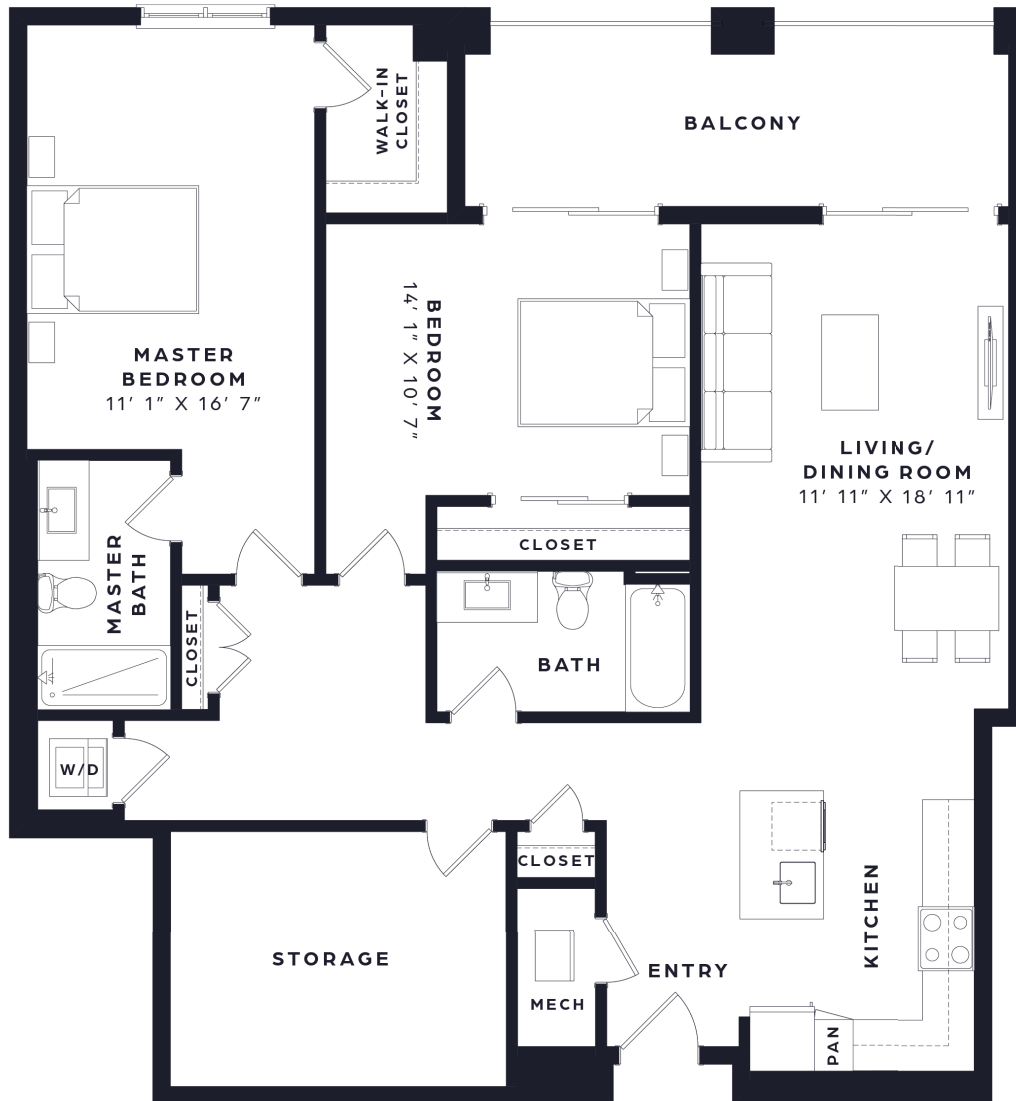 WALK-IN
CLOSET
BALCONY
MASTER
BEDROOM
11' 1" X 16' 7"
BEDROOM
14' 1" X 10' 7"
LIVING/
DINING ROOM
11' 11" X 18' 11"
CLOSET
MASTER
BATH
CLOSET
BATH
W/D
CLOSET
KITCHEN
STORAGE
ENTRY
MECH
PAN